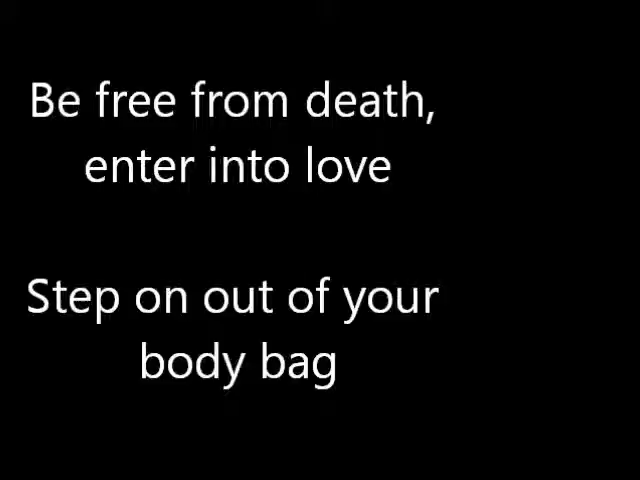 Be free from death,
enter into love
Step on out of your
body bag